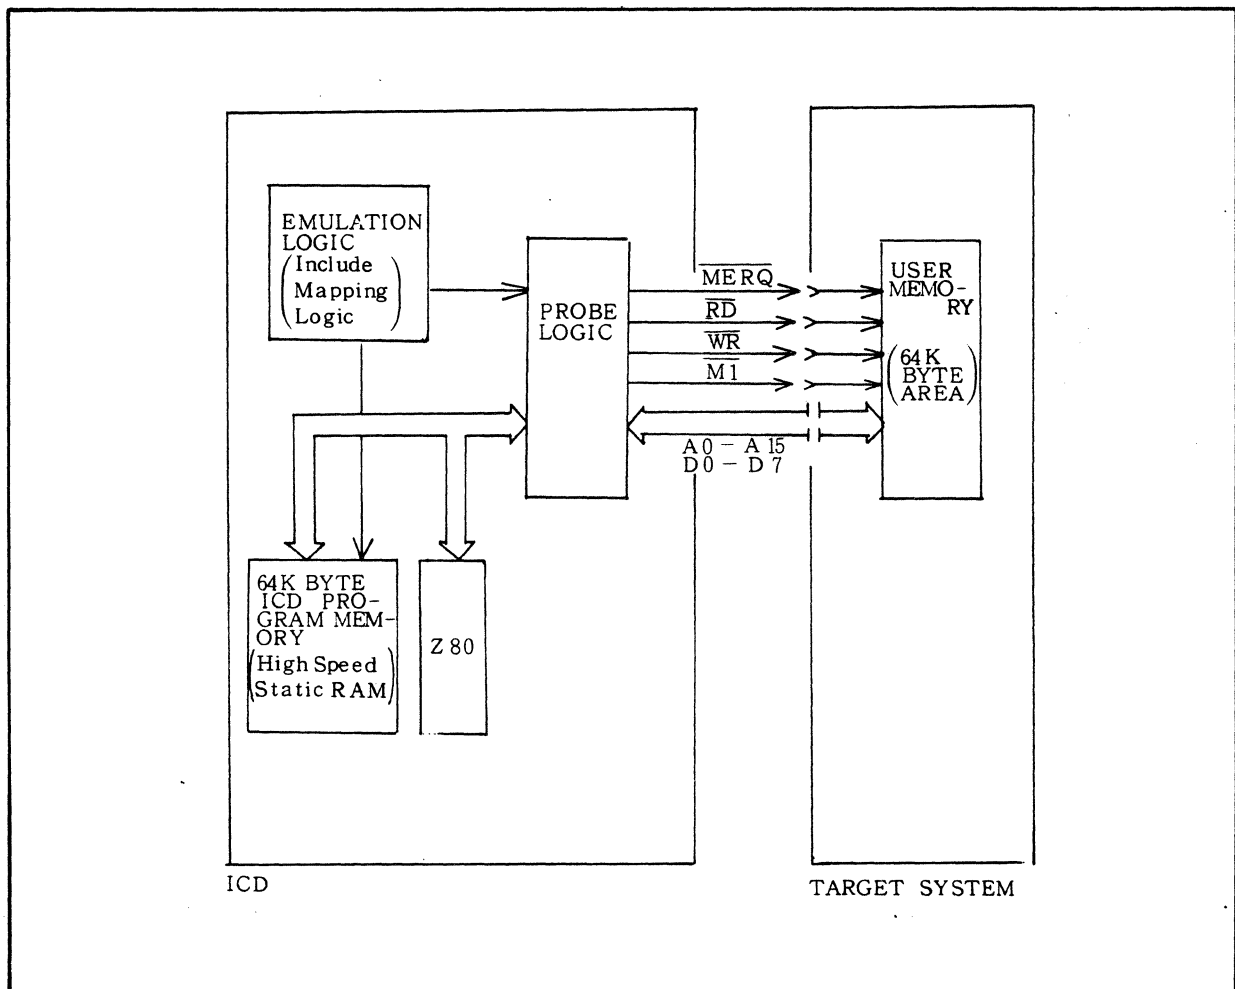 EMULATION
LOGIC
(Include
Mapping
Logic)
PROBE
LOGIC
MERQ
RD
WR
M1
A0 - A15
D0 - D7
USER
MEMO-
RY
(64K
BYTE
AREA)
64K BYTE
ICD PRO-
GRAM MEM-
ORY
(High Speed
Static RAM)
Z80
ICD
TARGET SYSTEM